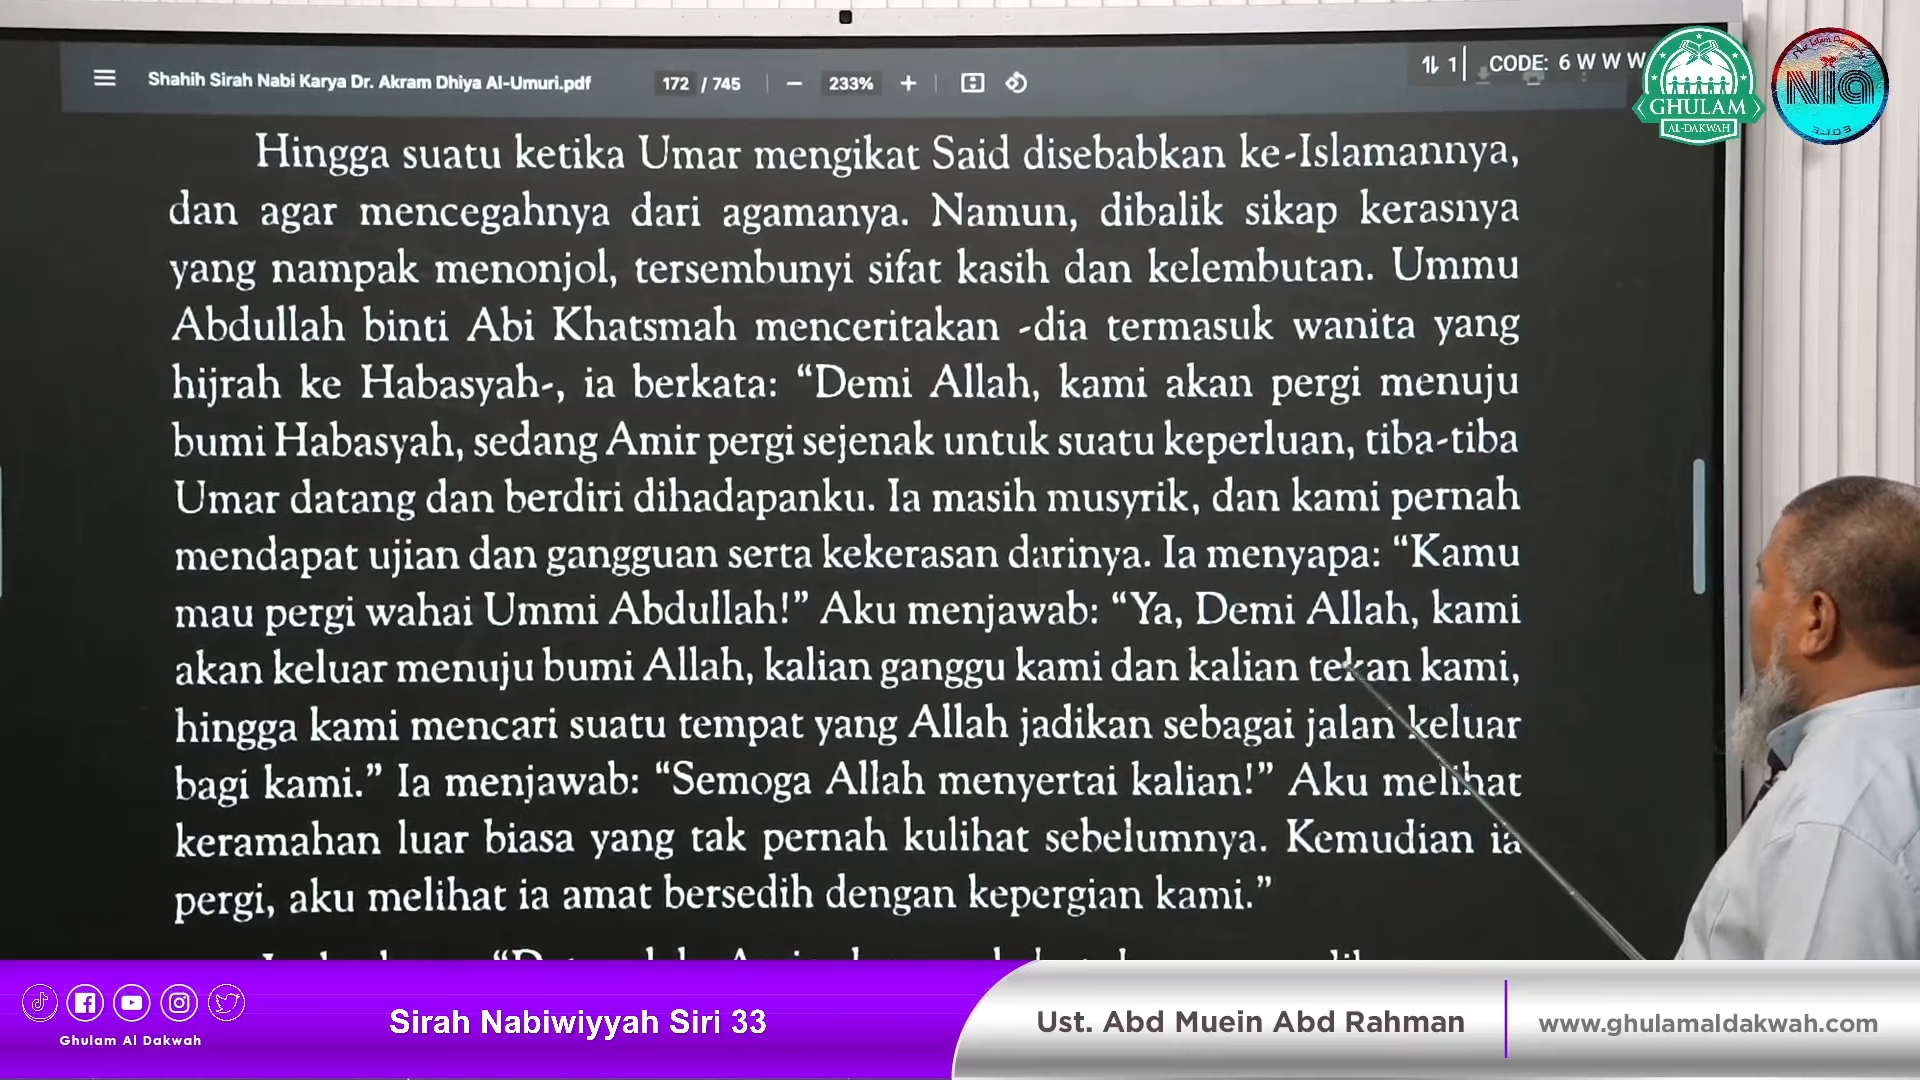 Shahih Sirah Nabi Karya Dr. Akram Dhiya Al-Umuri.pdf
172 / 745
233%
1
CODE: 6 W W W
GHULAM
AL-DAKWAH
NIA
Hingga suatu ketika Umar mengikat Said disebabkan ke-Islamannya,
dan agar mencegahnya dari agamanya. Namun, dibalik sikap kerasnya
yang nampak menonjol, tersembunyi sifat kasih dan kelembutan. Ummu
Abdullah binti Abi Khatsmah menceritakan -dia termasuk wanita yang
hijrah ke Habasyah-, ia berkata: “Demi Allah, kami akan pergi menuju
bumi Habasyah, sedang Amir pergi sejenak untuk suatu keperluan, tiba-tiba
Umar datang dan berdiri dihadapanku. Ia masih musyrik, dan kami pernah
mendapat ujian dan gangguan serta kekerasan darinya. Ia menyapa: “Kamu
mau pergi wahai Ummi Abdullah!” Aku menjawab: “Ya, Demi Allah, kami
akan keluar menuju bumi Allah, kalian ganggu kami dan kalian tekan kami,
hingga kami mencari suatu tempat yang Allah jadikan sebagai jalan keluar
bagi kami.” Ia menjawab: “Semoga Allah menyertai kalian!” Aku melihat
keramahan luar biasa yang tak pernah kulihat sebelumnya. Kemudian ia
pergi, aku melihat ia amat bersedih dengan kepergian kami.”
Ghulam Al Dakwah
Sirah Nabiwiyyah Siri 33
Ust. Abd Muein Abd Rahman
www.ghulamaldakwah.com